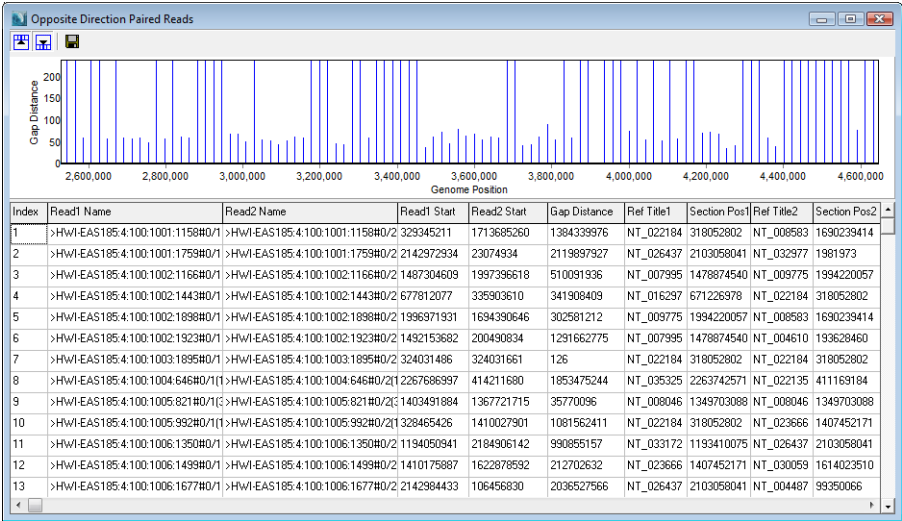 Opposite Direction Paired Reads
200
150
100
50
0
Gap Distance
2,600,000 2,800,000 3,000,000 3,200,000 3,400,000 3,600,000 3,800,000 4,000,000 4,200,000 4,400,000 4,600,000
Genome Position
Index Read1 Name Read2 Name Read1 Start Read2 Start Gap Distance Ref Title1 Section Pos1 Ref Title2 Section Pos2
1 >HWI-EAS185:4:100:1001:1158#0/1 >HWI-EAS185:4:100:1001:1158#0/2 329345211 1713685260 1384339976 NT_022184 318052802 NT_008583 1690239414
2 >HWI-EAS185:4:100:1001:1759#0/1 >HWI-EAS185:4:100:1001:1759#0/2 2142972934 23074934 2119897927 NT_026437 2103058041 NT_032977 1981973
3 >HWI-EAS185:4:100:1002:1166#0/1 >HWI-EAS185:4:100:1002:1166#0/2 1487304609 1997396618 510091936 NT_007995 1478874540 NT_009775 1994220057
4 >HWI-EAS185:4:100:1002:1443#0/1 >HWI-EAS185:4:100:1002:1443#0/2 677812077 335903610 341908409 NT_016297 671226978 NT_022184 318052802
5 >HWI-EAS185:4:100:1002:1898#0/1 >HWI-EAS185:4:100:1002:1898#0/2 1996971931 1694390646 302581212 NT_009775 1994220057 NT_008583 1690239414
6 >HWI-EAS185:4:100:1002:1923#0/1 >HWI-EAS185:4:100:1002:1923#0/2 1492153682 200490834 1291662775 NT_007995 1478874540 NT_004610 193628460
7 >HWI-EAS185:4:100:1003:1895#0/1 >HWI-EAS185:4:100:1003:1895#0/2 324031486 324031661 126 NT_022184 318052802 NT_022184 318052802
8 >HWI-EAS185:4:100:1004:646#0/1(1 >HWI-EAS185:4:100:1004:646#0/2(1 2267686997 414211680 1853475244 NT_035325 2263742571 NT_022135 411169184
9 >HWI-EAS185:4:100:1005:821#0/1(3 >HWI-EAS185:4:100:1005:821#0/2(3 1403491884 1367721715 35770096 NT_008046 1349703088 NT_008046 1349703088
10 >HWI-EAS185:4:100:1005:992#0/1(1 >HWI-EAS185:4:100:1005:992#0/2(1 328465426 1410027901 1081562411 NT_022184 318052802 NT_023666 1407452171
11 >HWI-EAS185:4:100:1006:1350#0/1 >HWI-EAS185:4:100:1006:1350#0/2 1194050941 2184906142 990855157 NT_033172 1193410075 NT_026437 2103058041
12 >HWI-EAS185:4:100:1006:1499#0/1 >HWI-EAS185:4:100:1006:1499#0/2 1410175887 1622878592 212702632 NT_023666 1407452171 NT_030059 1614023510
13 >HWI-EAS185:4:100:1006:1677#0/1 >HWI-EAS185:4:100:1006:1677#0/2 2142984433 106456830 2036527566 NT_026437 2103058041 NT_004487 99350066